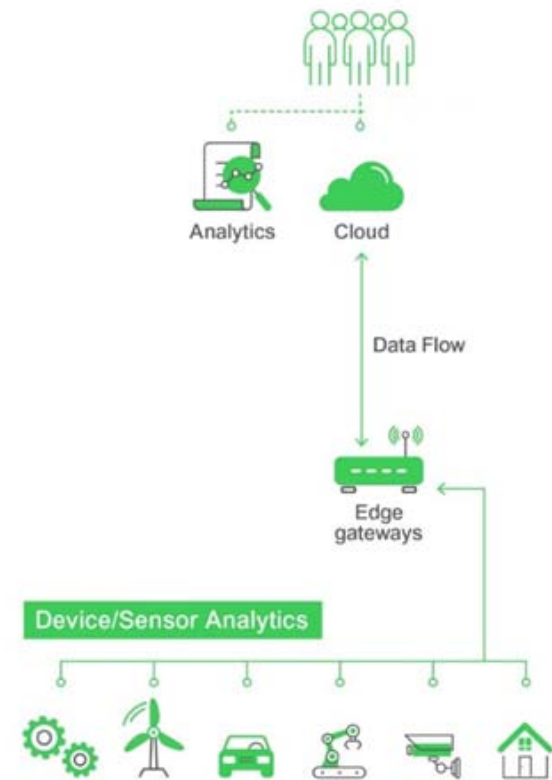 Analytics
Cloud
Data Flow
Edge
gateways
Device/Sensor Analytics